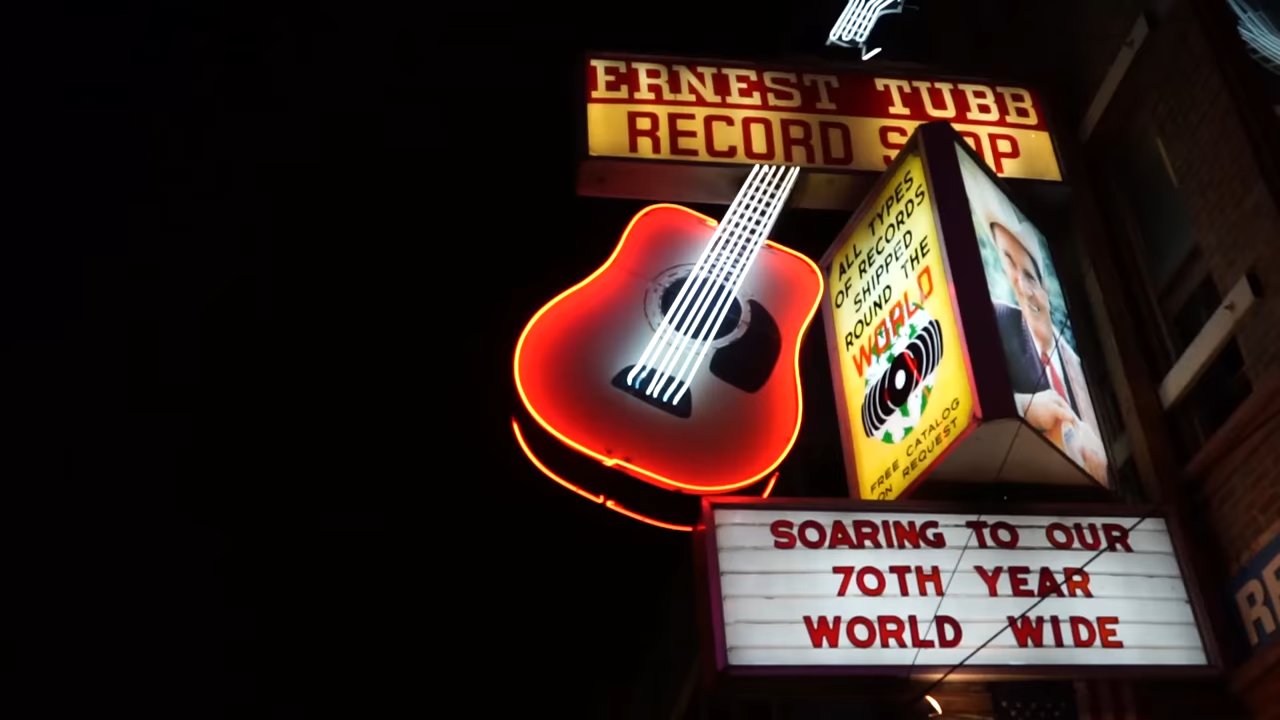 ERNEST TUBB
RECORD SHOP
ALL TYPES
OF RECORDS
SHIPPED
ROUND THE
WORLD
FREE CATALOG
ON REQUEST
SOARING TO OUR
70TH YEAR
WORLD WIDE